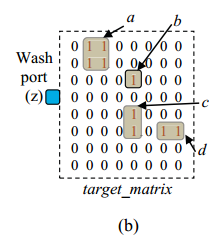 a
b
Wash
port
(z)
0 1 1 0 0 0 0 0
0 1 1 0 0 0 0 0
0 0 0 0 1 0 0 0
0 0 0 0 0 0 0 0
0 0 0 0 1 0 0 0
0 0 0 0 1 0 1 1
0 0 0 0 0 0 0 0
0 0 0 0 0 0 0 0
c
d
target_matrix
(b)